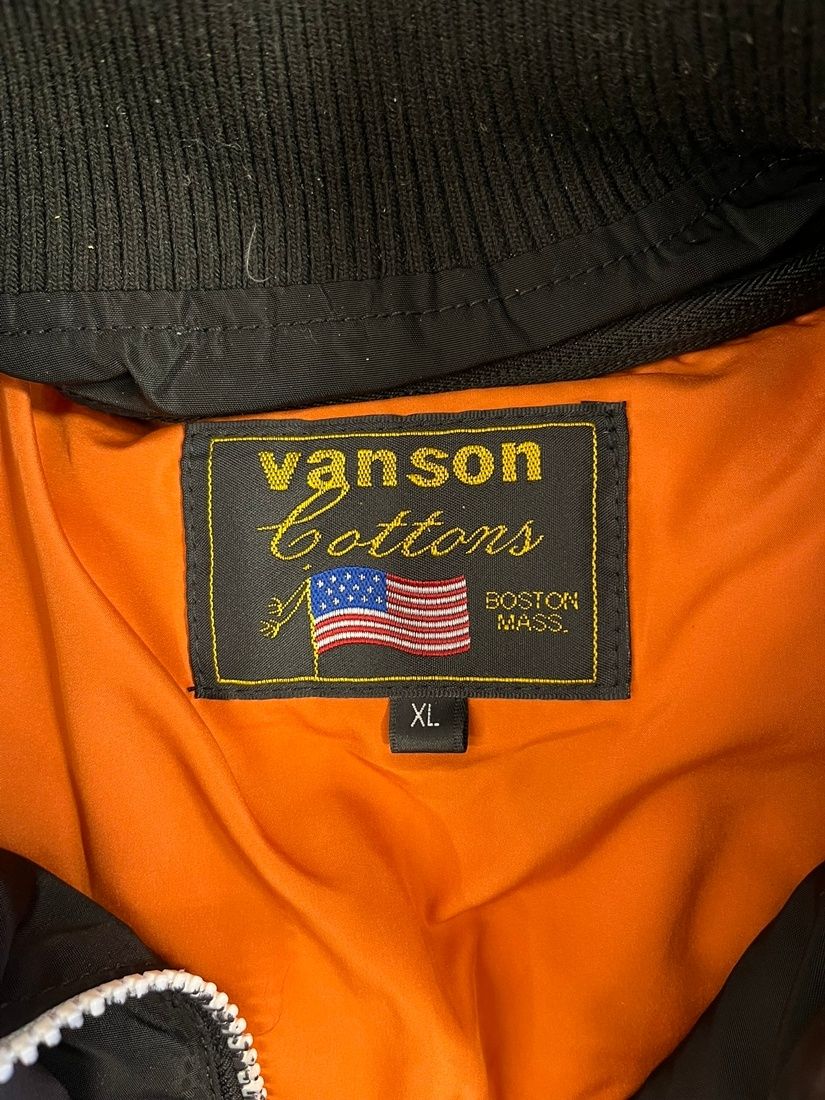 vanson
Cottons
BOSTON
MASS.
XL